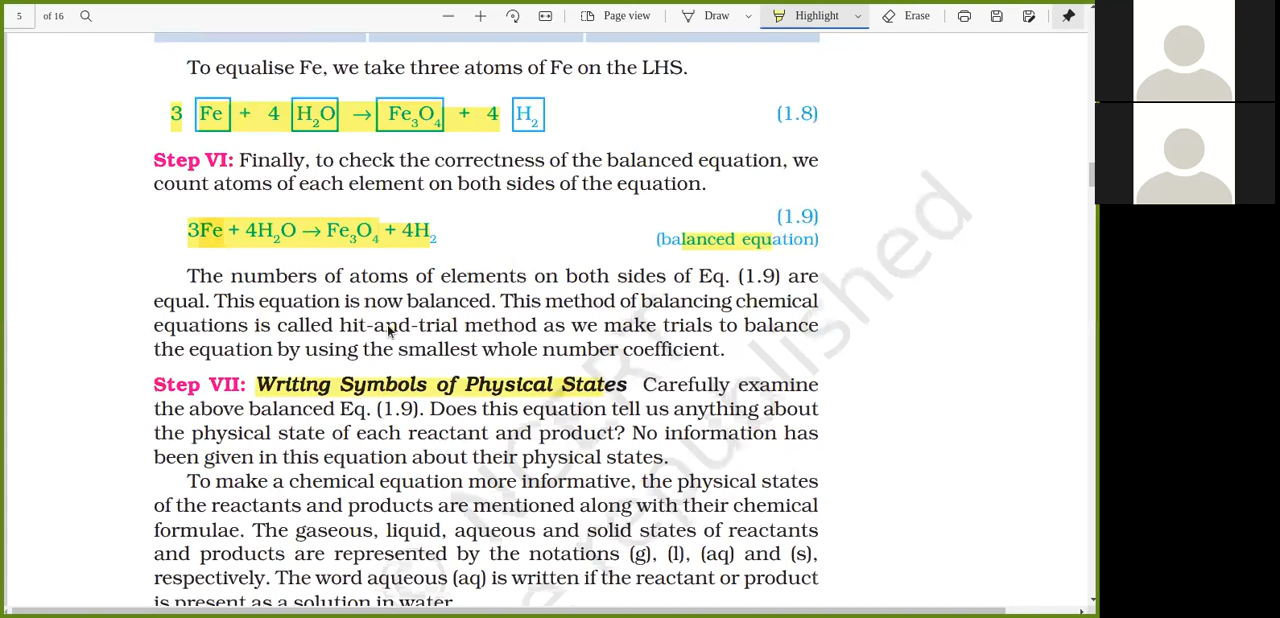 5 of 16 Page view Draw Highlight Erase
To equalise Fe, we take three atoms of Fe on the LHS.
3 Fe + 4 H₂O → Fe₃O₄ + 4 H₂ (1.8)
Step VI: Finally, to check the correctness of the balanced equation, we
count atoms of each element on both sides of the equation.
(1.9)
3Fe + 4H₂O → Fe₃O₄ + 4H₂
(balanced equation)
The numbers of atoms of elements on both sides of Eq. (1.9) are
equal. This equation is now balanced. This method of balancing chemical
equations is called hit-and-trial method as we make trials to balance
the equation by using the smallest whole number coefficient.
Step VII: Writing Symbols of Physical States Carefully examine
the above balanced Eq. (1.9). Does this equation tell us anything about
the physical state of each reactant and product? No information has
been given in this equation about their physical states.
To make a chemical equation more informative, the physical states
of the reactants and products are mentioned along with their chemical
formulae. The gaseous, liquid, aqueous and solid states of reactants
and products are represented by the notations (g), (l), (aq) and (s),
respectively. The word aqueous (aq) is written if the reactant or product
is present as a solution in water.
© NCERT
be republished